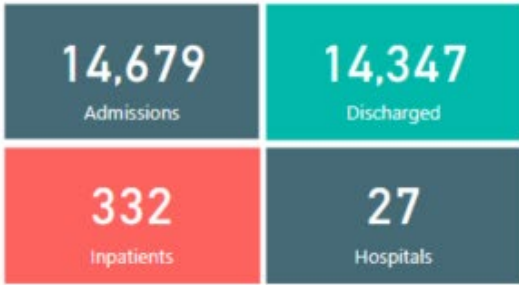 14,679
Admissions
14,347
Discharged
332
Inpatients
27
Hospitals